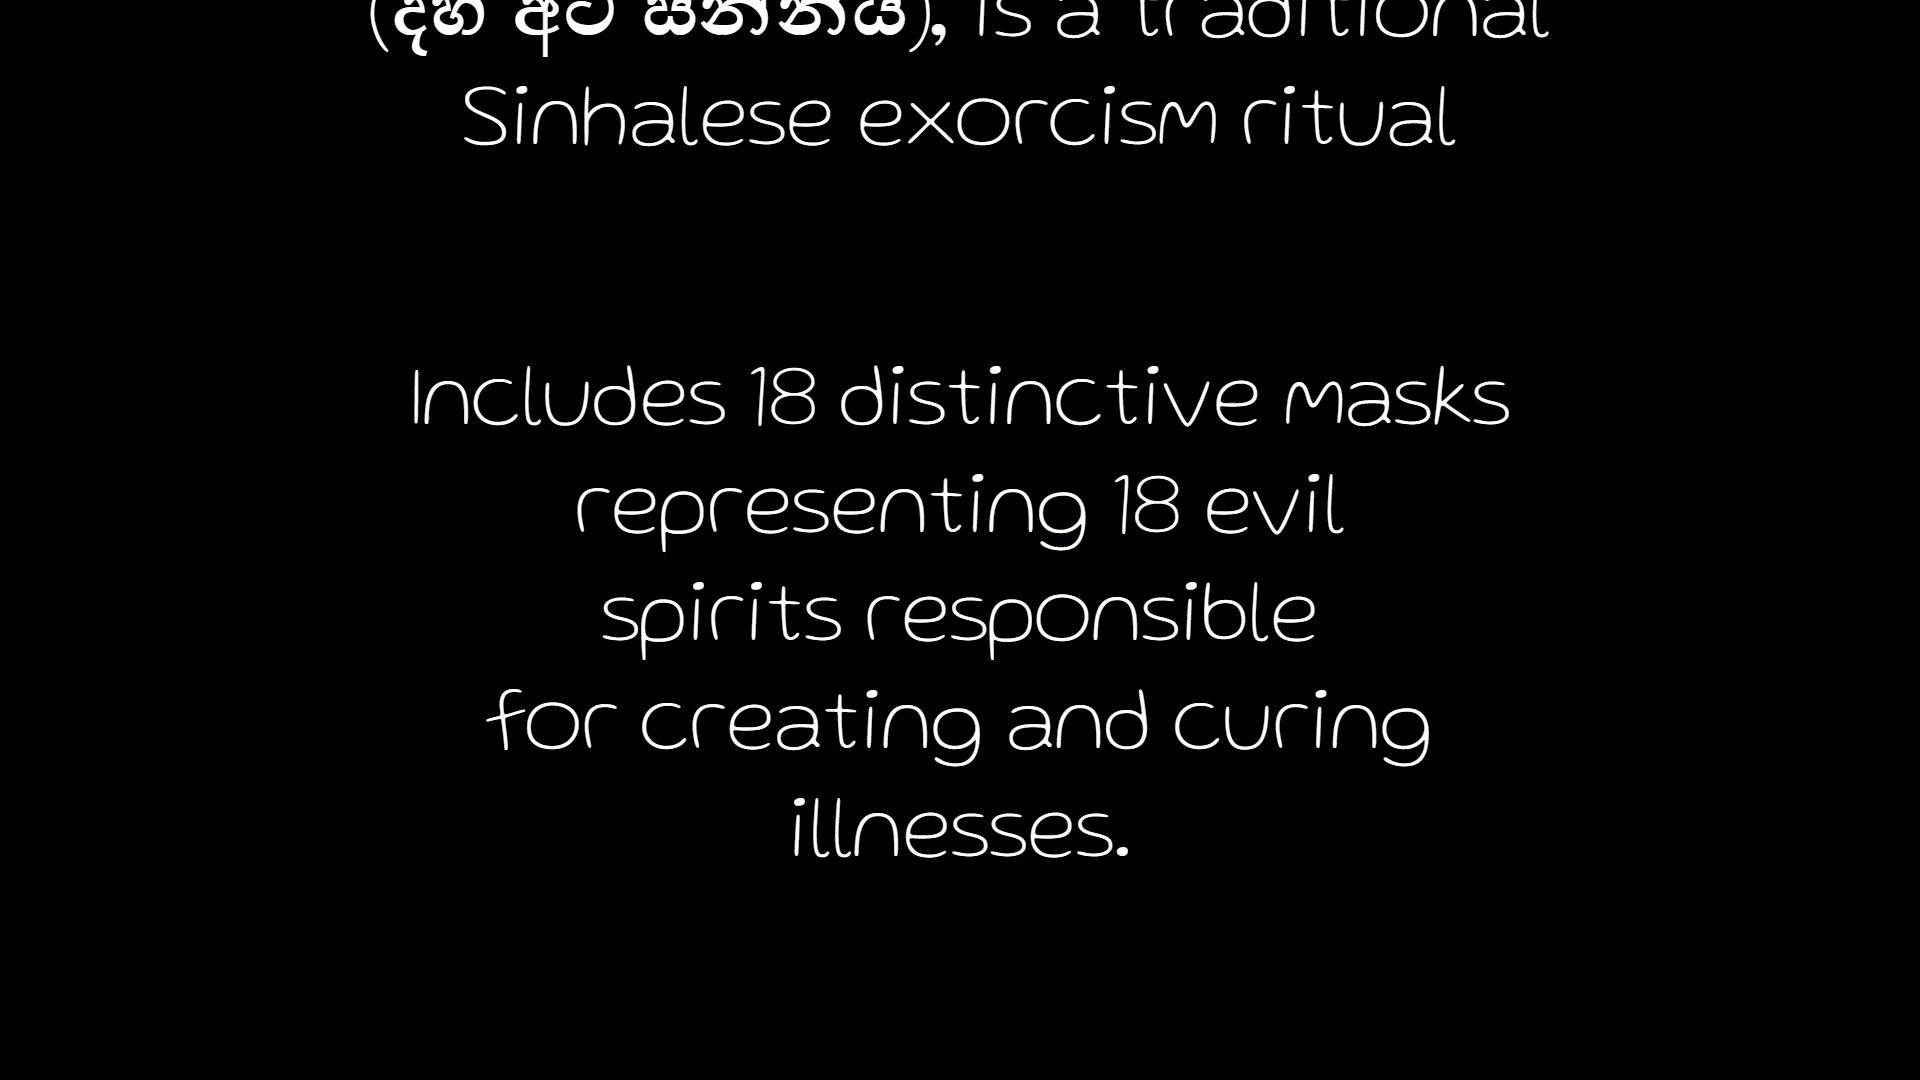 (දහ අට සන්නිය), is a traditional
Sinhalese exorcism ritual
Includes 18 distinctive masks
representing 18 evil
spirits responsible
for creating and curing
illnesses.